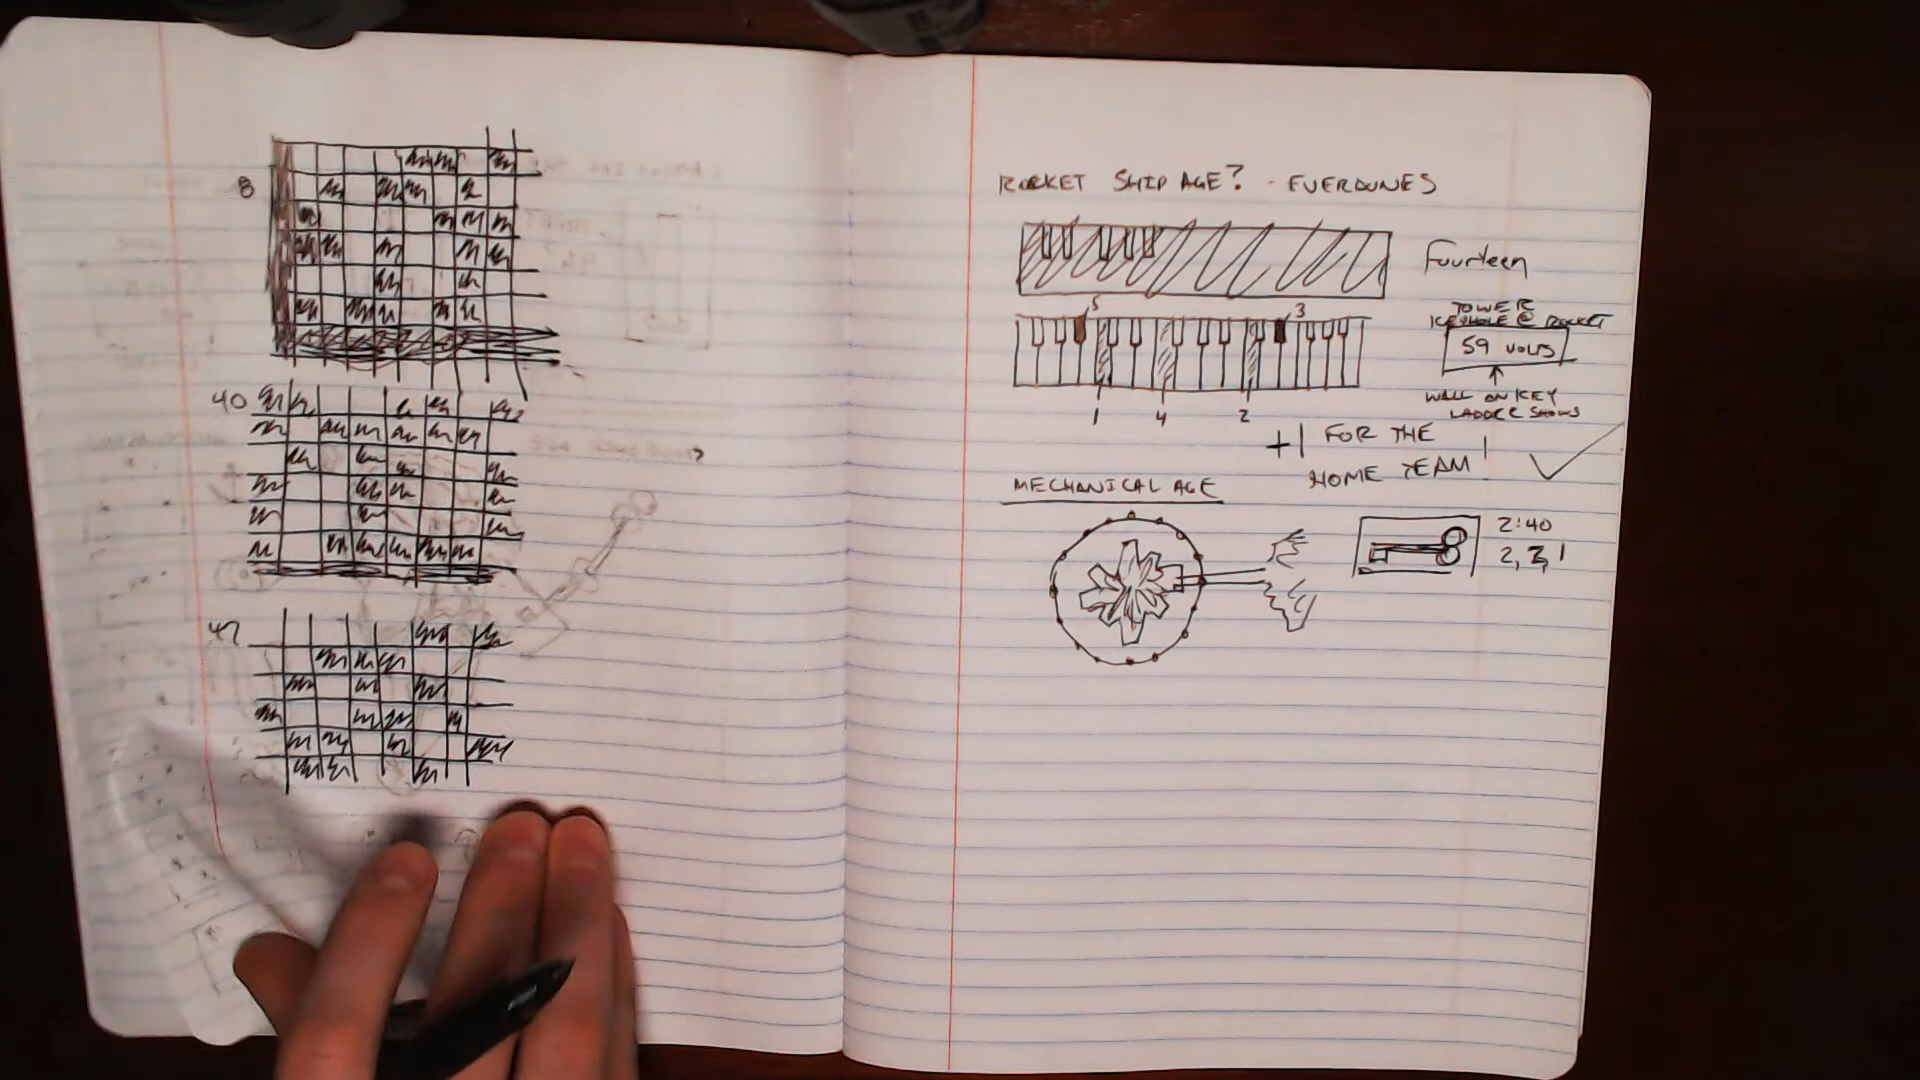 8
40
47
ROCKET SHIP AGE? - EVERDUNES
Fourteen
TOWER
KEYHOLE @ ROCKET
59 VOLTS
WALL ON KEY
LADDER SHOWS
5
3
1 4 2
+1 FOR THE
HOME TEAM!
MECHANICAL AGE
2:40
2, 2, 1